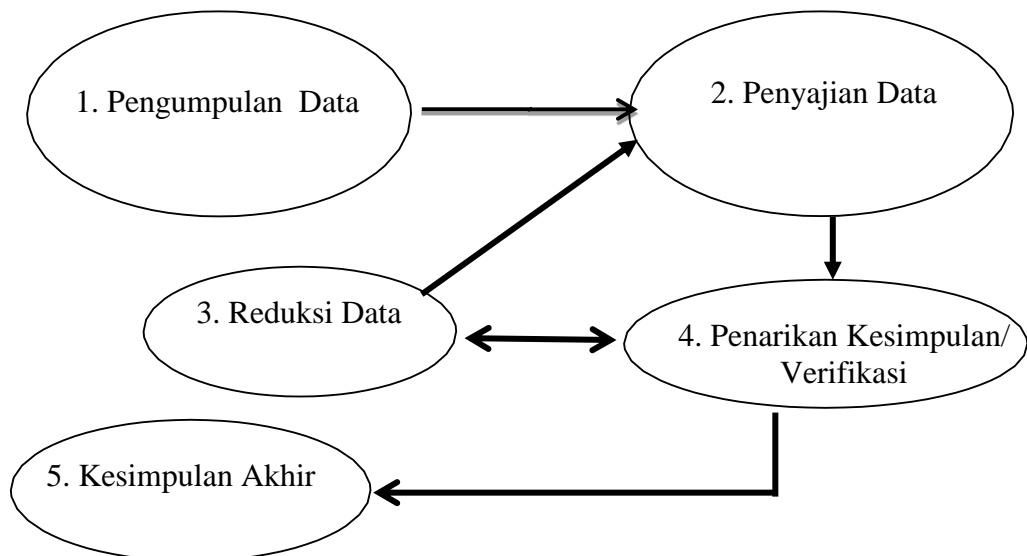 1. Pengumpulan Data
2. Penyajian Data
3. Reduksi Data
4. Penarikan Kesimpulan/
Verifikasi
5. Kesimpulan Akhir